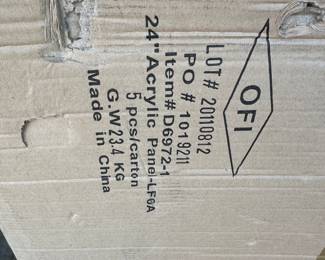 OFI
LOT# 20110812
PO # 1019211
Item# D6972-1
24" Acrylic Panel-LF6A
5 pcs/carton
G.W 23.4 KG
Made in China